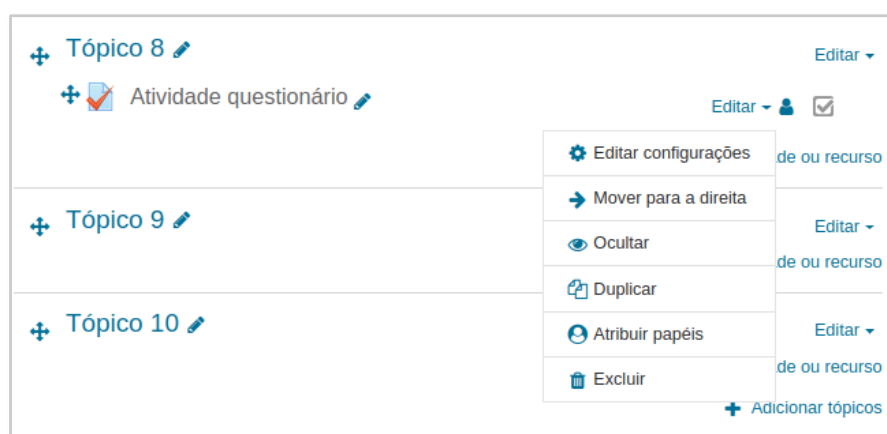 Tópico 8
Editar
Atividade questionário
Editar
Editar configurações
de ou recurso
Mover para a direita
Tópico 9
Editar
Ocultar
de ou recurso
Duplicar
Tópico 10
Editar
Atribuir papéis
de ou recurso
Excluir
Adicionar tópicos